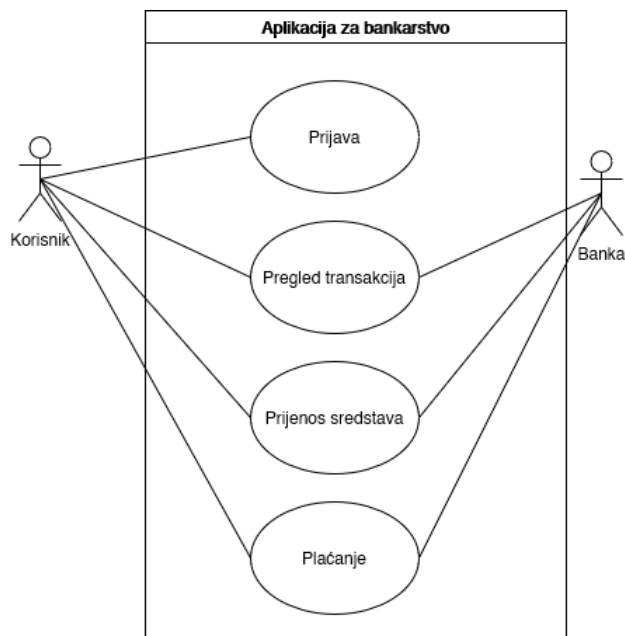 Aplikacija za bankarstvo
Prijava
Korisnik
Banka
Pregled transakcija
Prijenos sredstava
Plaćanje